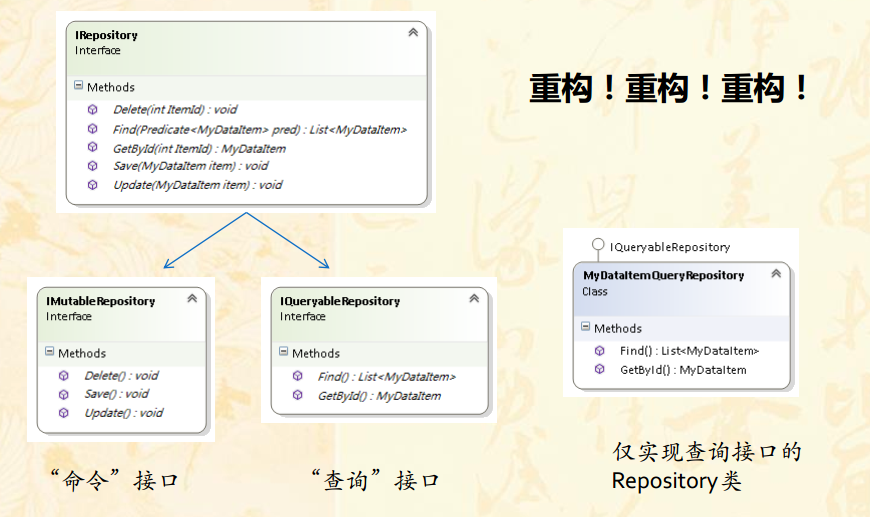 IRepository
Interface
Methods
Delete(int ItemId) : void
Find(Predicate<MyDataItem> pred) : List<MyDataItem>
GetById(int ItemId) : MyDataItem
Save(MyDataItem item) : void
Update(MyDataItem item) : void
重构！重构！重构！
IMutableRepository
Interface
Methods
Delete() : void
Save() : void
Update() : void
“命令”接口
IQueryableRepository
Interface
Methods
Find() : List<MyDataItem>
GetById() : MyDataItem
“查询”接口
IQueryableRepository
MyDataItemQueryRepository
Class
Methods
Find() : List<MyDataItem>
GetById() : MyDataItem
仅实现查询接口的
Repository类